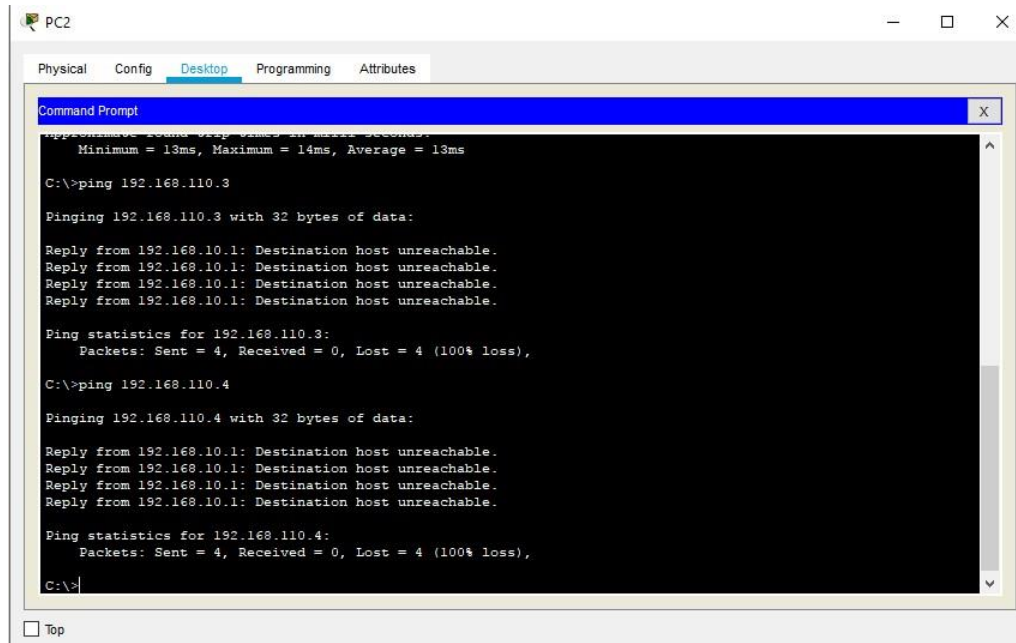 PC2
Physical Config Desktop Programming Attributes
Command Prompt
X
Approximate round trip times in milli-seconds:
Minimum = 13ms, Maximum = 14ms, Average = 13ms
C:\>ping 192.168.110.3
Pinging 192.168.110.3 with 32 bytes of data:
Reply from 192.168.10.1: Destination host unreachable.
Reply from 192.168.10.1: Destination host unreachable.
Reply from 192.168.10.1: Destination host unreachable.
Reply from 192.168.10.1: Destination host unreachable.
Ping statistics for 192.168.110.3:
Packets: Sent = 4, Received = 0, Lost = 4 (100% loss),
C:\>ping 192.168.110.4
Pinging 192.168.110.4 with 32 bytes of data:
Reply from 192.168.10.1: Destination host unreachable.
Reply from 192.168.10.1: Destination host unreachable.
Reply from 192.168.10.1: Destination host unreachable.
Reply from 192.168.10.1: Destination host unreachable.
Ping statistics for 192.168.110.4:
Packets: Sent = 4, Received = 0, Lost = 4 (100% loss),
C:\>
Top